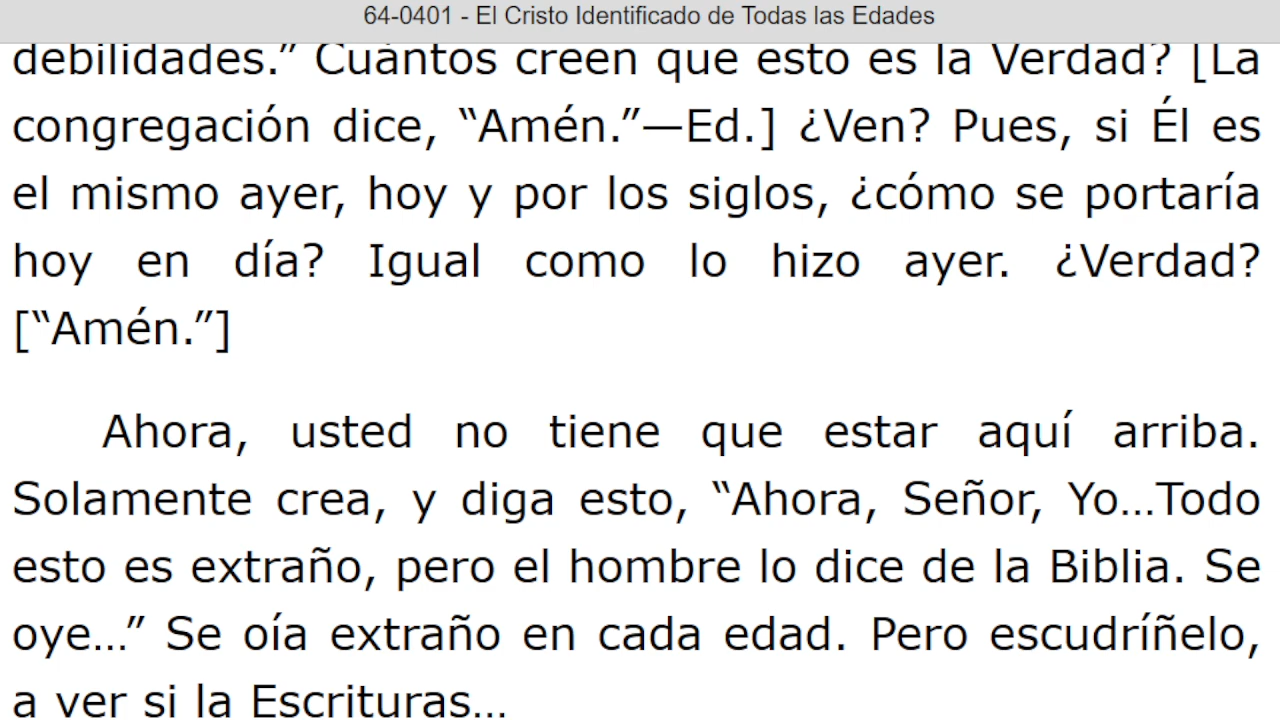 64-0401 - El Cristo Identificado de Todas las Edades
debilidades.” Cuántos creen que esto es la Verdad? [La
congregación dice, “Amén.”—Ed.] ¿Ven? Pues, si Él es
el mismo ayer, hoy y por los siglos, ¿cómo se portaría
hoy en día? Igual como lo hizo ayer. ¿Verdad?
[“Amén.”]
Ahora, usted no tiene que estar aquí arriba.
Solamente crea, y diga esto, “Ahora, Señor, Yo…Todo
esto es extraño, pero el hombre lo dice de la Biblia. Se
oye…” Se oía extraño en cada edad. Pero escudríñelo,
a ver si la Escrituras…